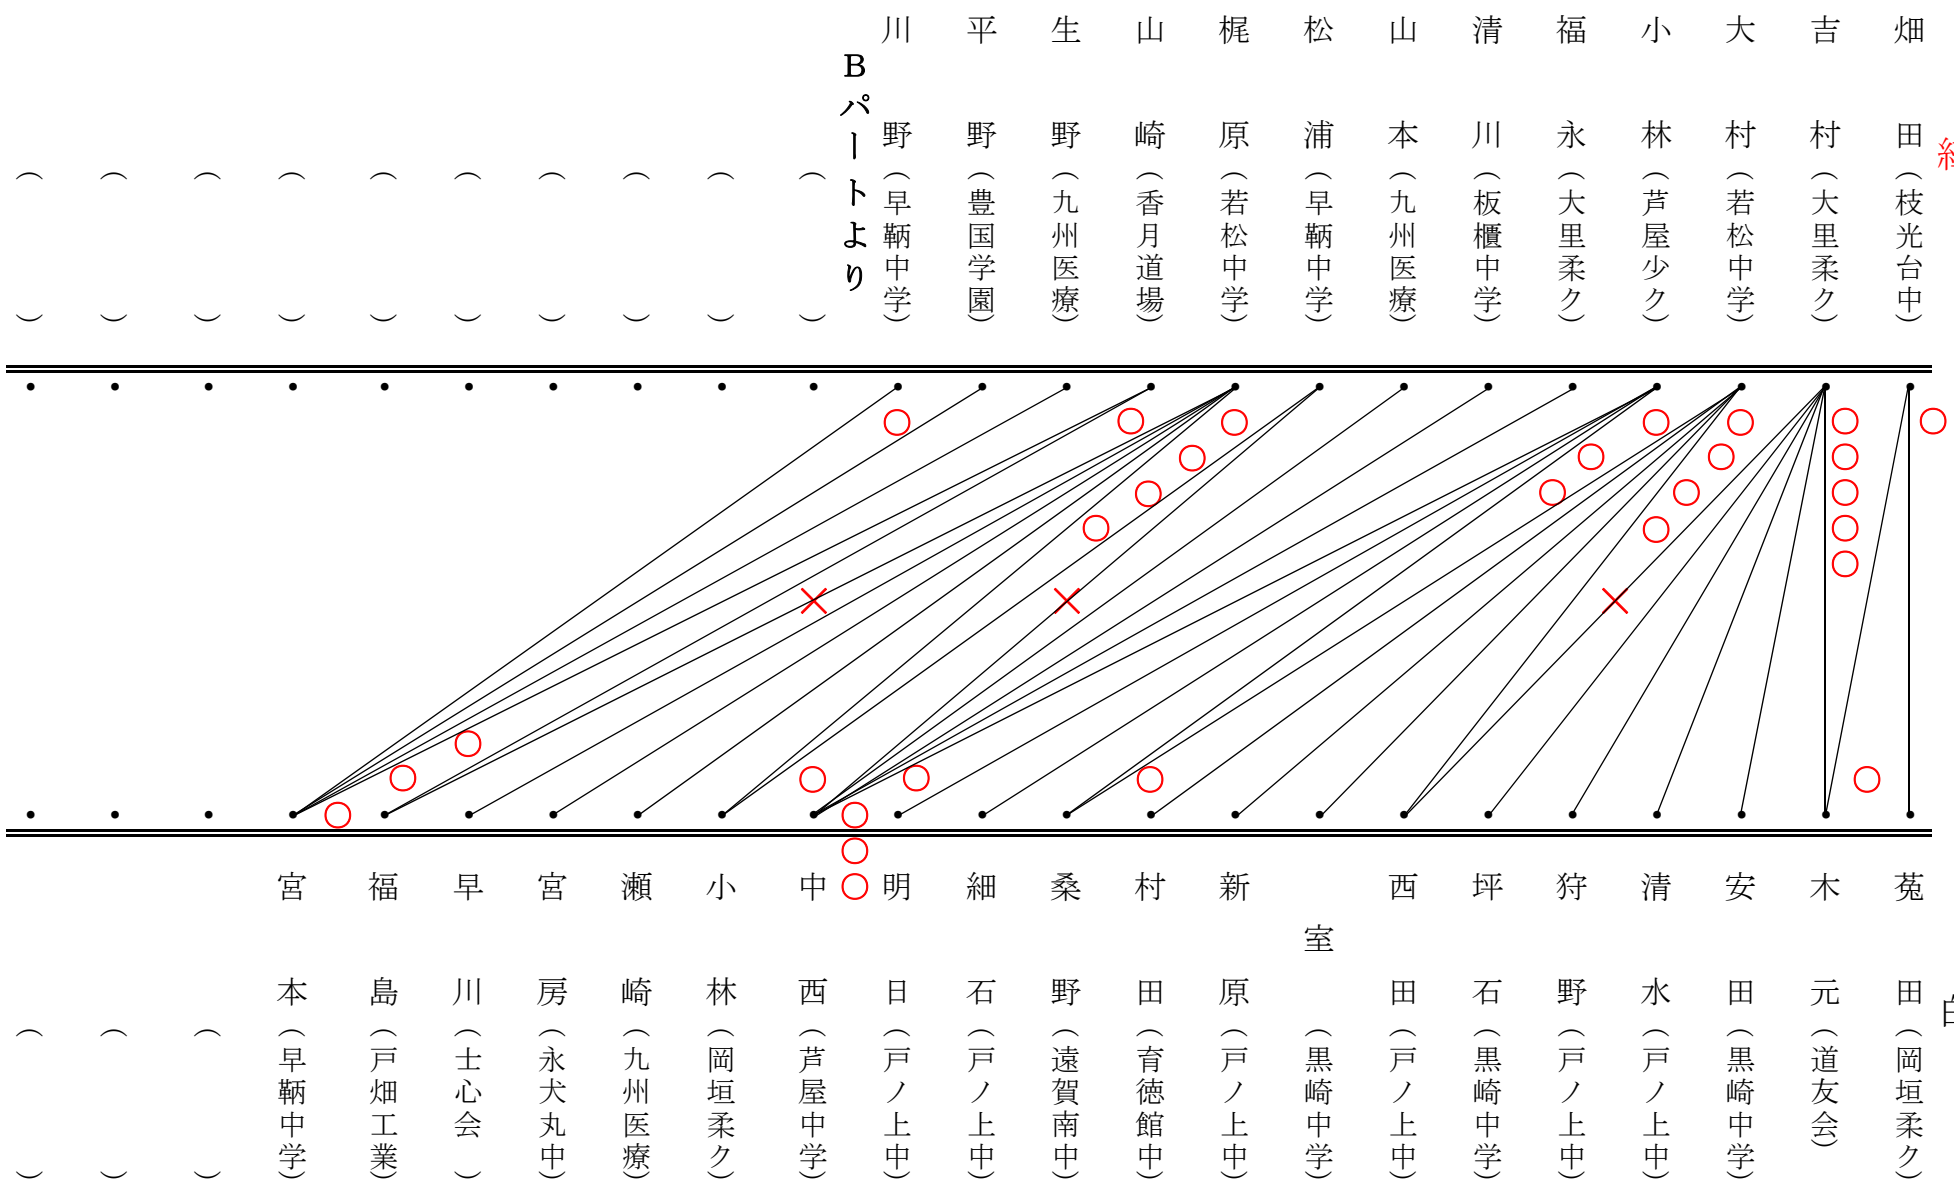 畑田（枝光台中）
吉村（大里柔ク）
大村（若松中学）
小林（芦屋少ク）
福永（大里柔ク）
清川（板櫃中学）
山本（九州医療）
松浦（早鞆中学）
梶原（若松中学）
山崎（香月道場）
生野（九州医療）
平野（豊国学園）
川野（早鞆中学）
Bパートより
（　　　　）
（　　　　）
（　　　　）
（　　　　）
（　　　　）
（　　　　）
（　　　　）
（　　　　）
（　　　　）
（　　　　）
菟田（岡垣柔ク）
木元（道友会）
安田（黒崎中学）
清水（戸ノ上中）
狩野（戸ノ上中）
坪石（黒崎中学）
西田（戸ノ上中）
室（黒崎中学）
新原（戸ノ上中）
村田（育徳館中）
桑野（遠賀南中）
細石（戸ノ上中）
明日（戸ノ上中）
中西（芦屋中学）
小林（岡垣柔ク）
瀬崎（九州医療）
宮房（永犬丸中）
早川（士心会）
福島（戸畑工業）
宮本（早鞆中学）
（　　　　）
（　　　　）
（　　　　）